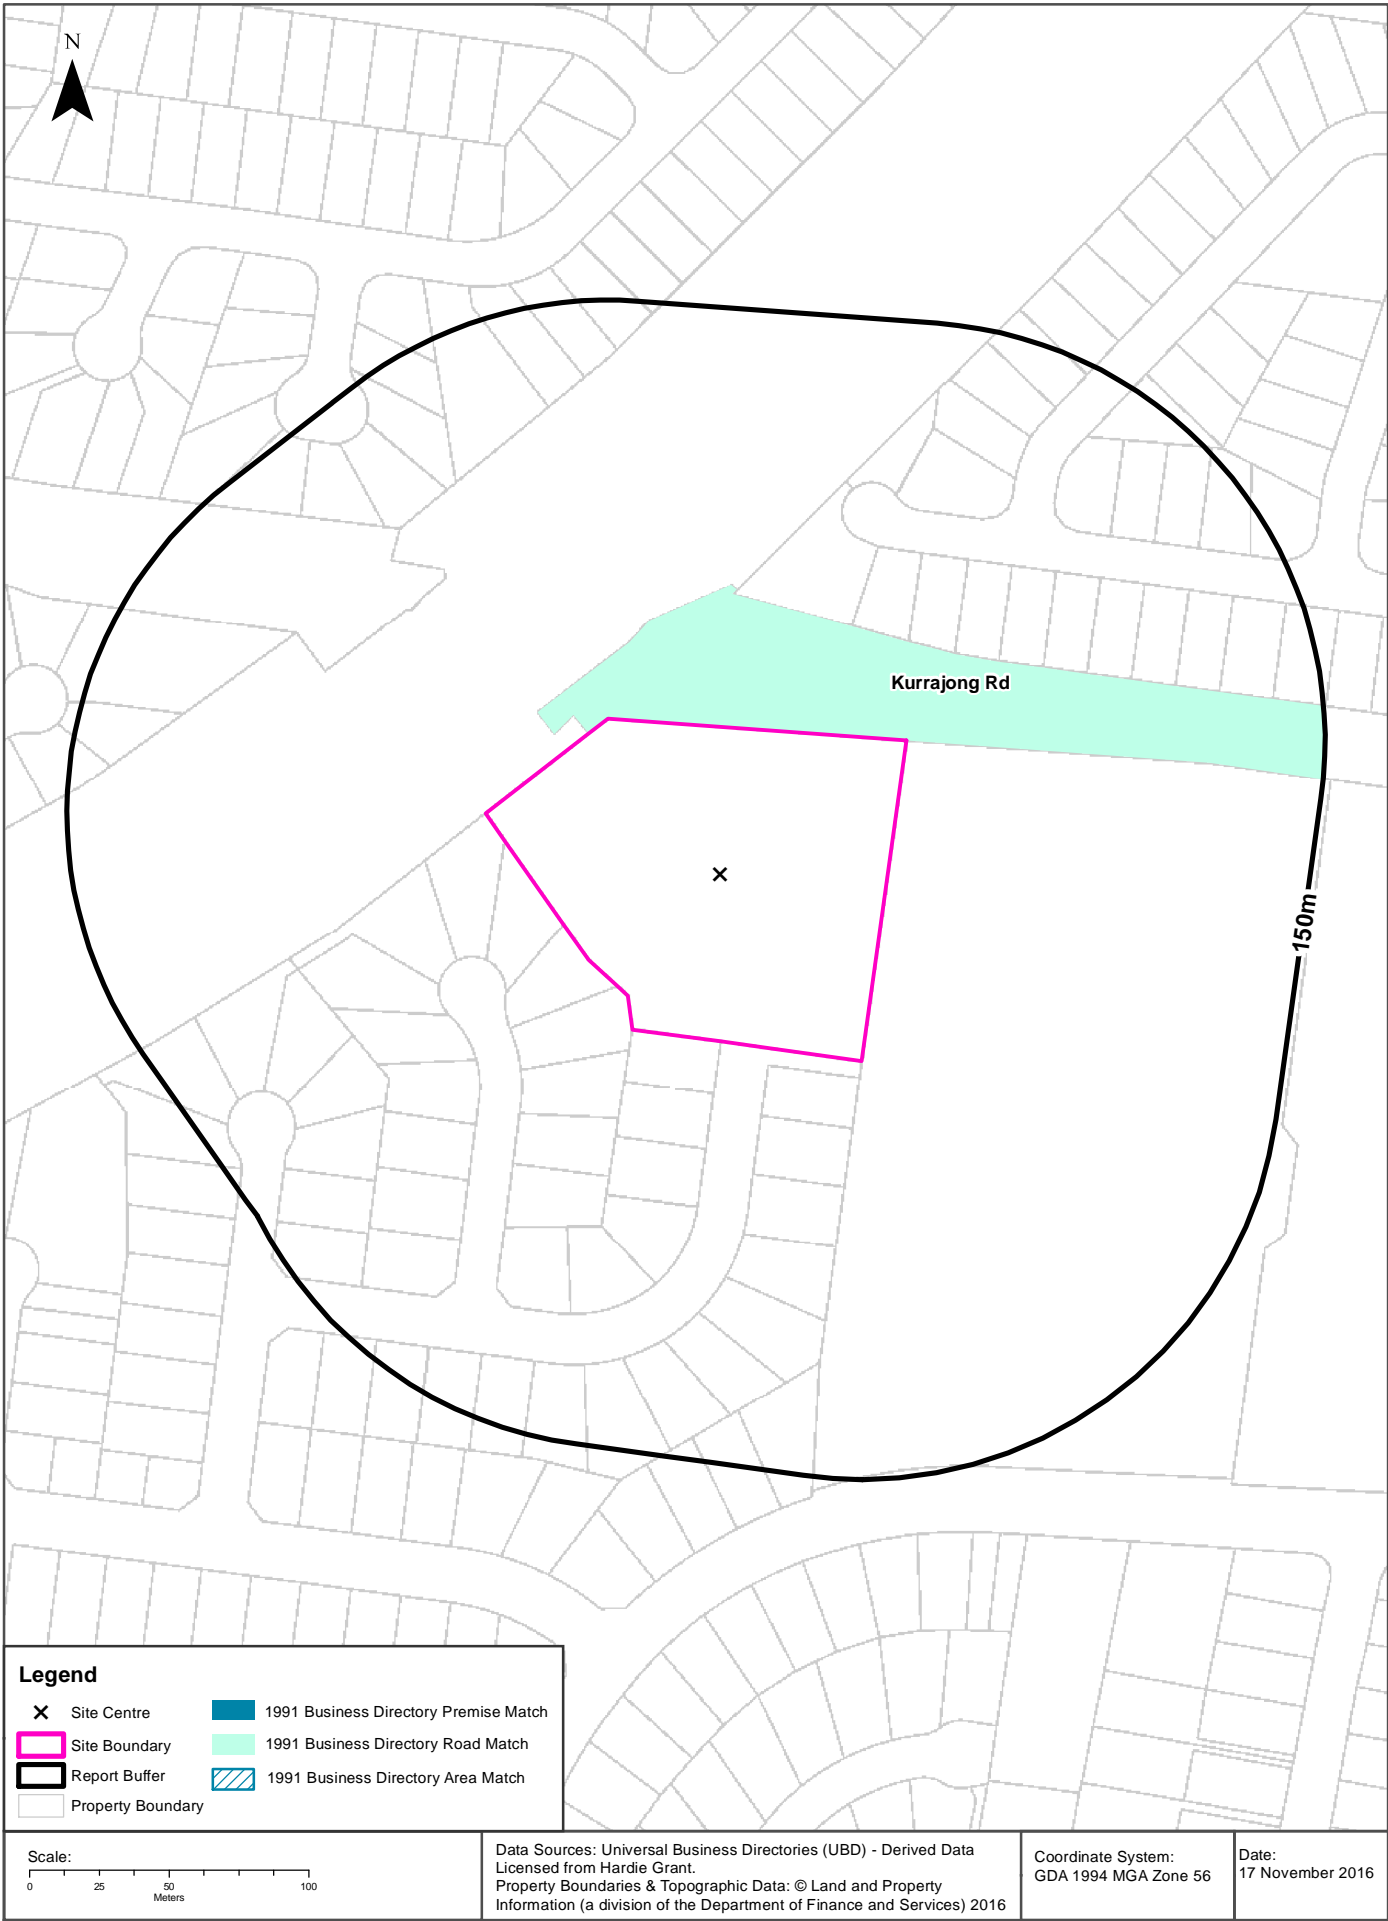 N
Kurrajong Rd
150m
Legend
Site Centre
Site Boundary
Report Buffer
Property Boundary
1991 Business Directory Premise Match
1991 Business Directory Road Match
1991 Business Directory Area Match
Scale:
0 25 50 100
Meters
Data Sources: Universal Business Directories (UBD) - Derived Data
Licensed from Hardie Grant.
Property Boundaries & Topographic Data: © Land and Property
Information (a division of the Department of Finance and Services) 2016
Coordinate System:
GDA 1994 MGA Zone 56
Date:
17 November 2016